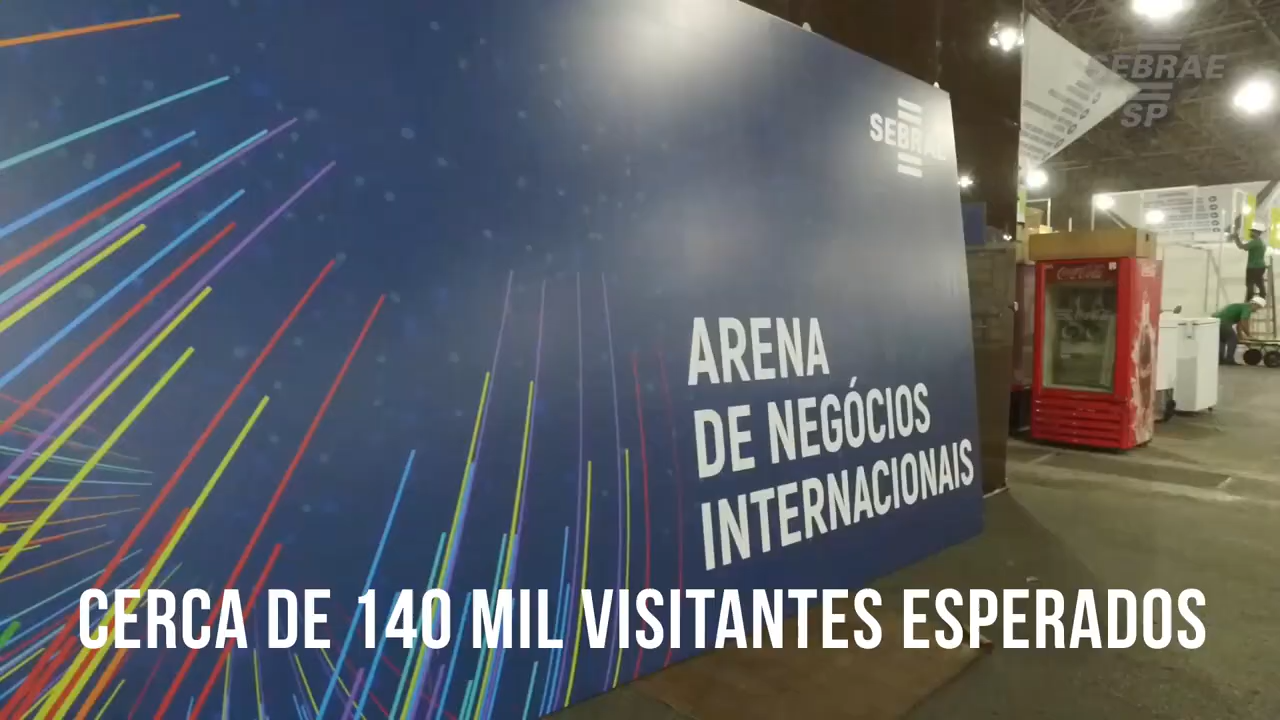 SEBRAE
SP
SEBRAE
Coca-Cola
ARENA
DE NEGÓCIOS
INTERNACIONAIS
CERCA DE 140 MIL VISITANTES ESPERADOS